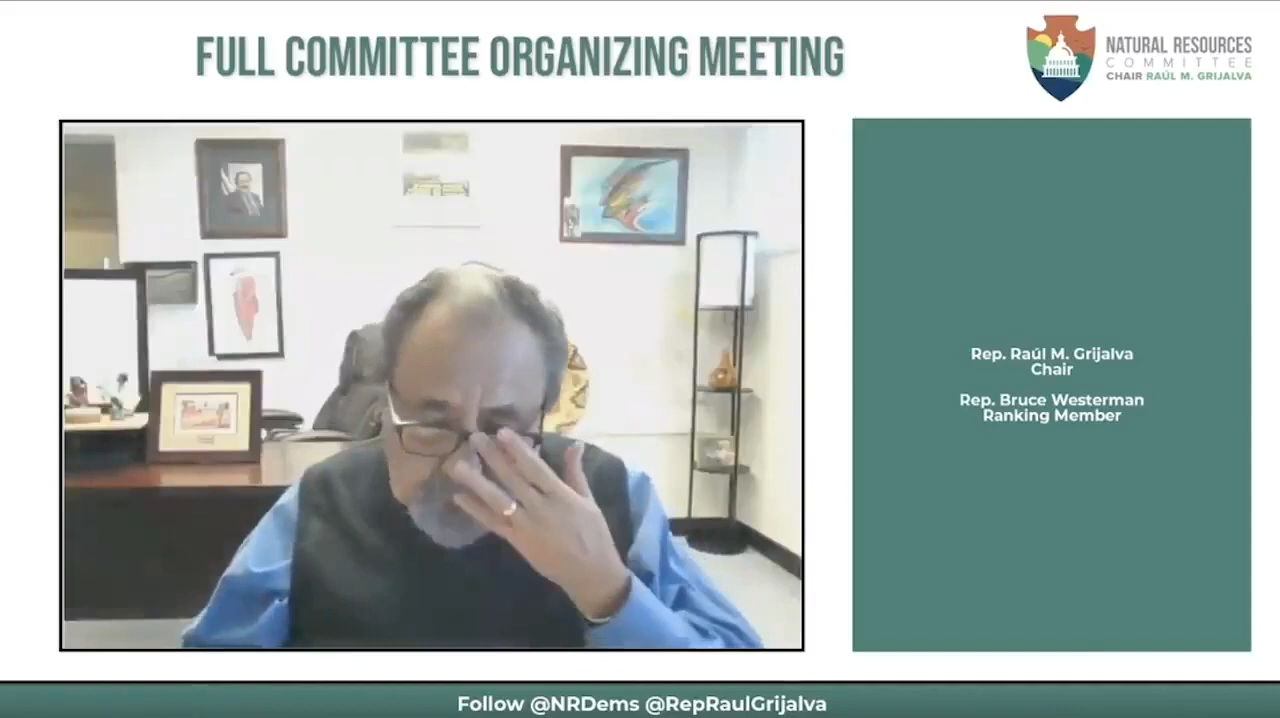 FULL COMMITTEE ORGANIZING MEETING
NATURAL RESOURCES
COMMITTEE
CHAIR RAÚL M. GRIJALVA
Rep. Raúl M. Grijalva
Chair
Rep. Bruce Westerman
Ranking Member
Follow @NRDems @RepRaulGrijalva